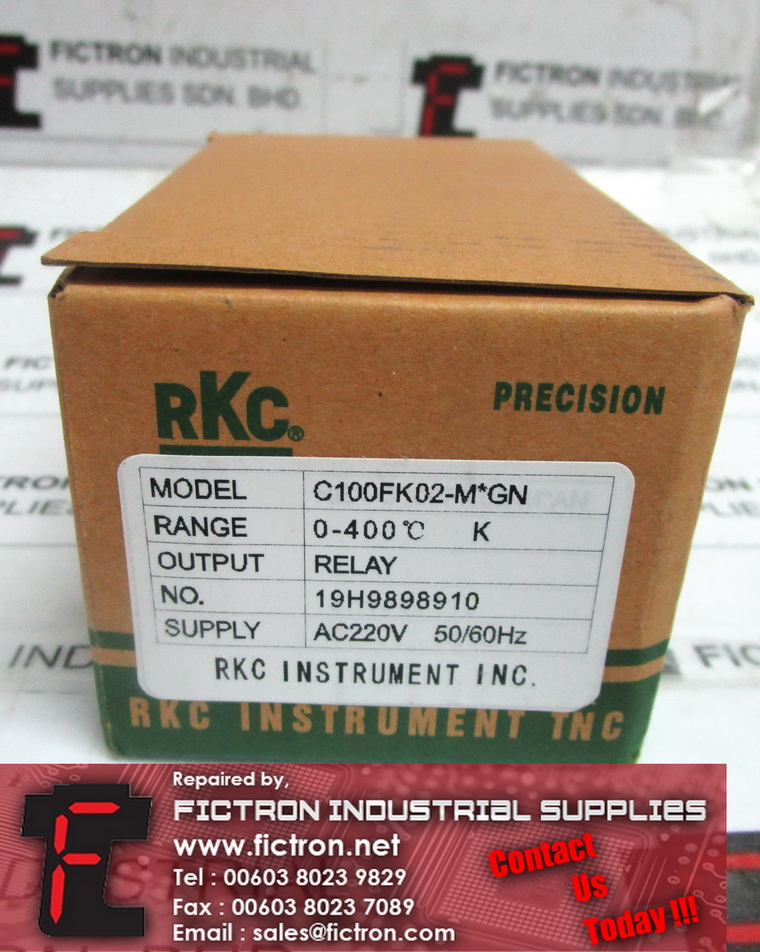 FICTRON INDUSTRIAL
SUPPLIES SDN. BHD.
FICTRON INDUSTRIAL
SUPPLIES SDN. BHD.
RKC®
PRECISION
MODEL C100FK02-M*GN
RANGE 0-400℃ K
OUTPUT RELAY
NO. 19H9898910
SUPPLY AC220V 50/60Hz
RKC INSTRUMENT INC.
RKC INSTRUMENT INC
Repaired by,
FICTRON INDUSTRIAL SUPPLIES
www.fictron.net
Tel : 00603 8023 9829
Fax : 00603 8023 7089
Email : sales@fictron.com
Contact
Us
Today !!!